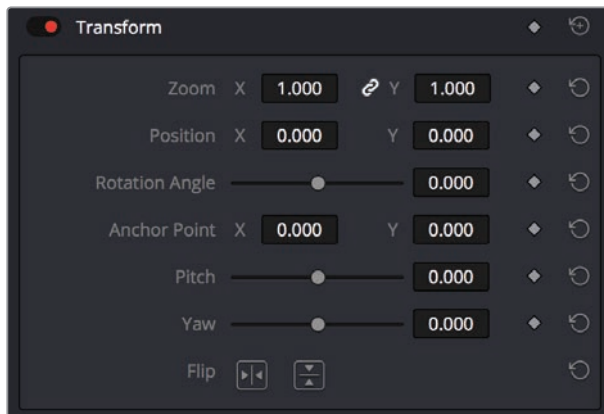 Transform
Zoom X 1.000 Y 1.000
Position X 0.000 Y 0.000
Rotation Angle 0.000
Anchor Point X 0.000 Y 0.000
Pitch 0.000
Yaw 0.000
Flip